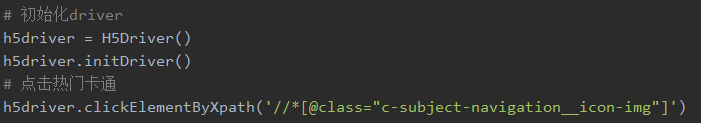 # 初始化driver
h5driver = H5Driver()
h5driver.initDriver()
# 点击热门卡通
h5driver.clickElementByXpath('//*[@class="c-subject-navigation__icon-img"]')